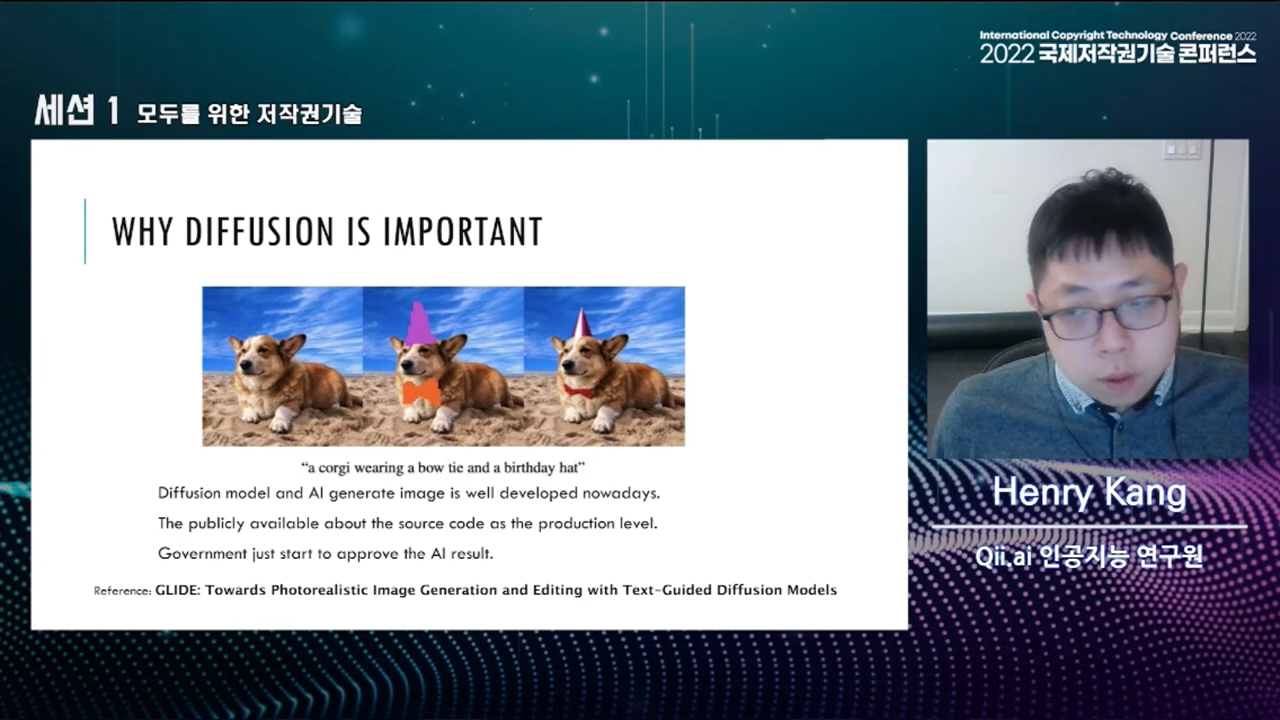 International Copyright Technology Conference 2022
2022 국제저작권기술 콘퍼런스
세션 1 모두를 위한 저작권기술
WHY DIFFUSION IS IMPORTANT
“a corgi wearing a bow tie and a birthday hat”
Diffusion model and AI generate image is well developed nowadays.
The publicly available about the source code as the production level.
Government just start to approve the AI result.
Reference: GLIDE: Towards Photorealistic Image Generation and Editing with Text-Guided Diffusion Models
Henry Kang
Qii.ai 인공지능 연구원